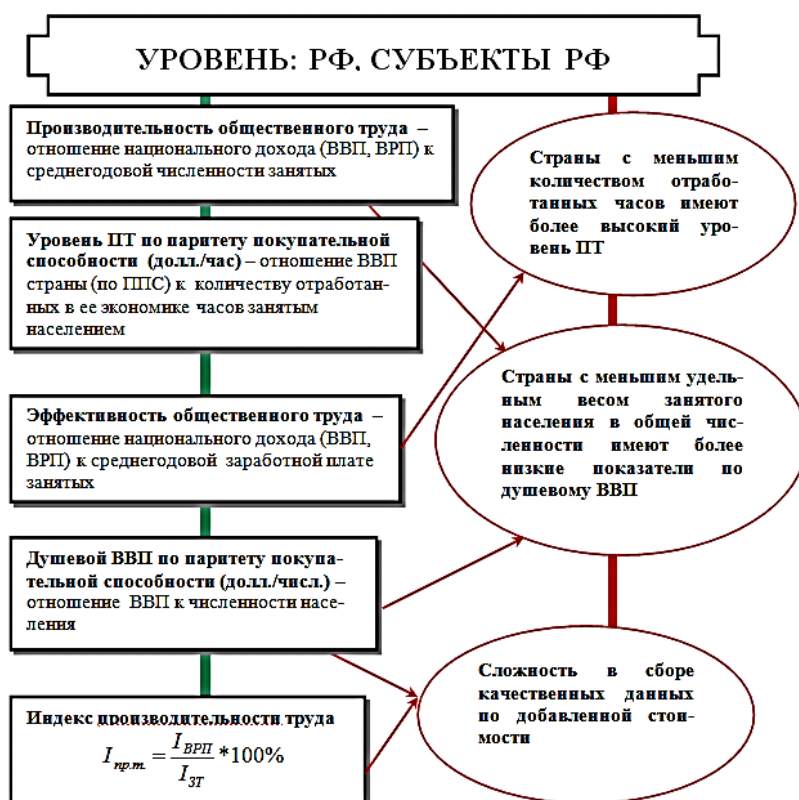 УРОВЕНЬ: РФ, СУБЪЕКТЫ РФ
Производительность общественного труда –
отношение национального дохода (ВВП, ВРП) к
среднегодовой численности занятых
Уровень ПТ по паритету покупательной
способности (долл./час) – отношение ВВП
страны (по ППС) к количеству отработан-
ных в ее экономике часов занятым
населением
Эффективность общественного труда –
отношение национального дохода (ВВП,
ВРП) к среднегодовой заработной плате
занятых
Душевой ВВП по паритету покупа-
тельной способности (долл./числ.) –
отношение ВВП к численности насе-
ления
Индекс производительности труда
I пр.т. = I ВРП / I ЗТ *100%
Страны с меньшим
количеством отрабо-
танных часов имеют
более высокий уро-
вень ПТ
Страны с меньшим удель-
ным весом занятого
населения в общей чис-
ленности имеют более
низкие показатели по
душевому ВВП
Сложность в сборе
качественных данных
по добавленной стои-
мости